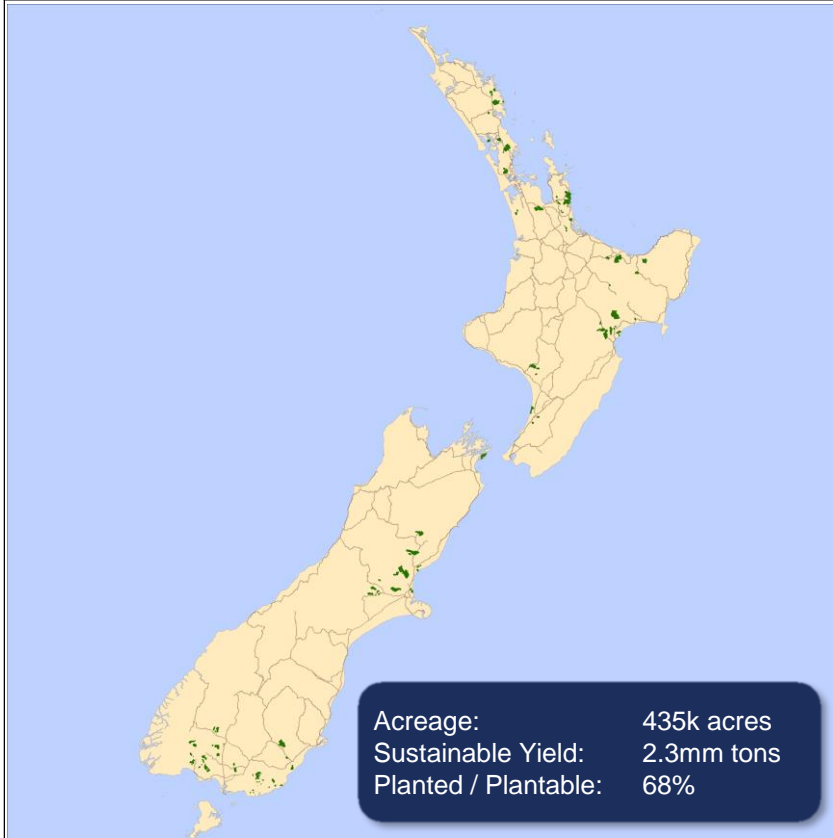 Acreage: 435k acres
Sustainable Yield: 2.3mm tons
Planted / Plantable: 68%